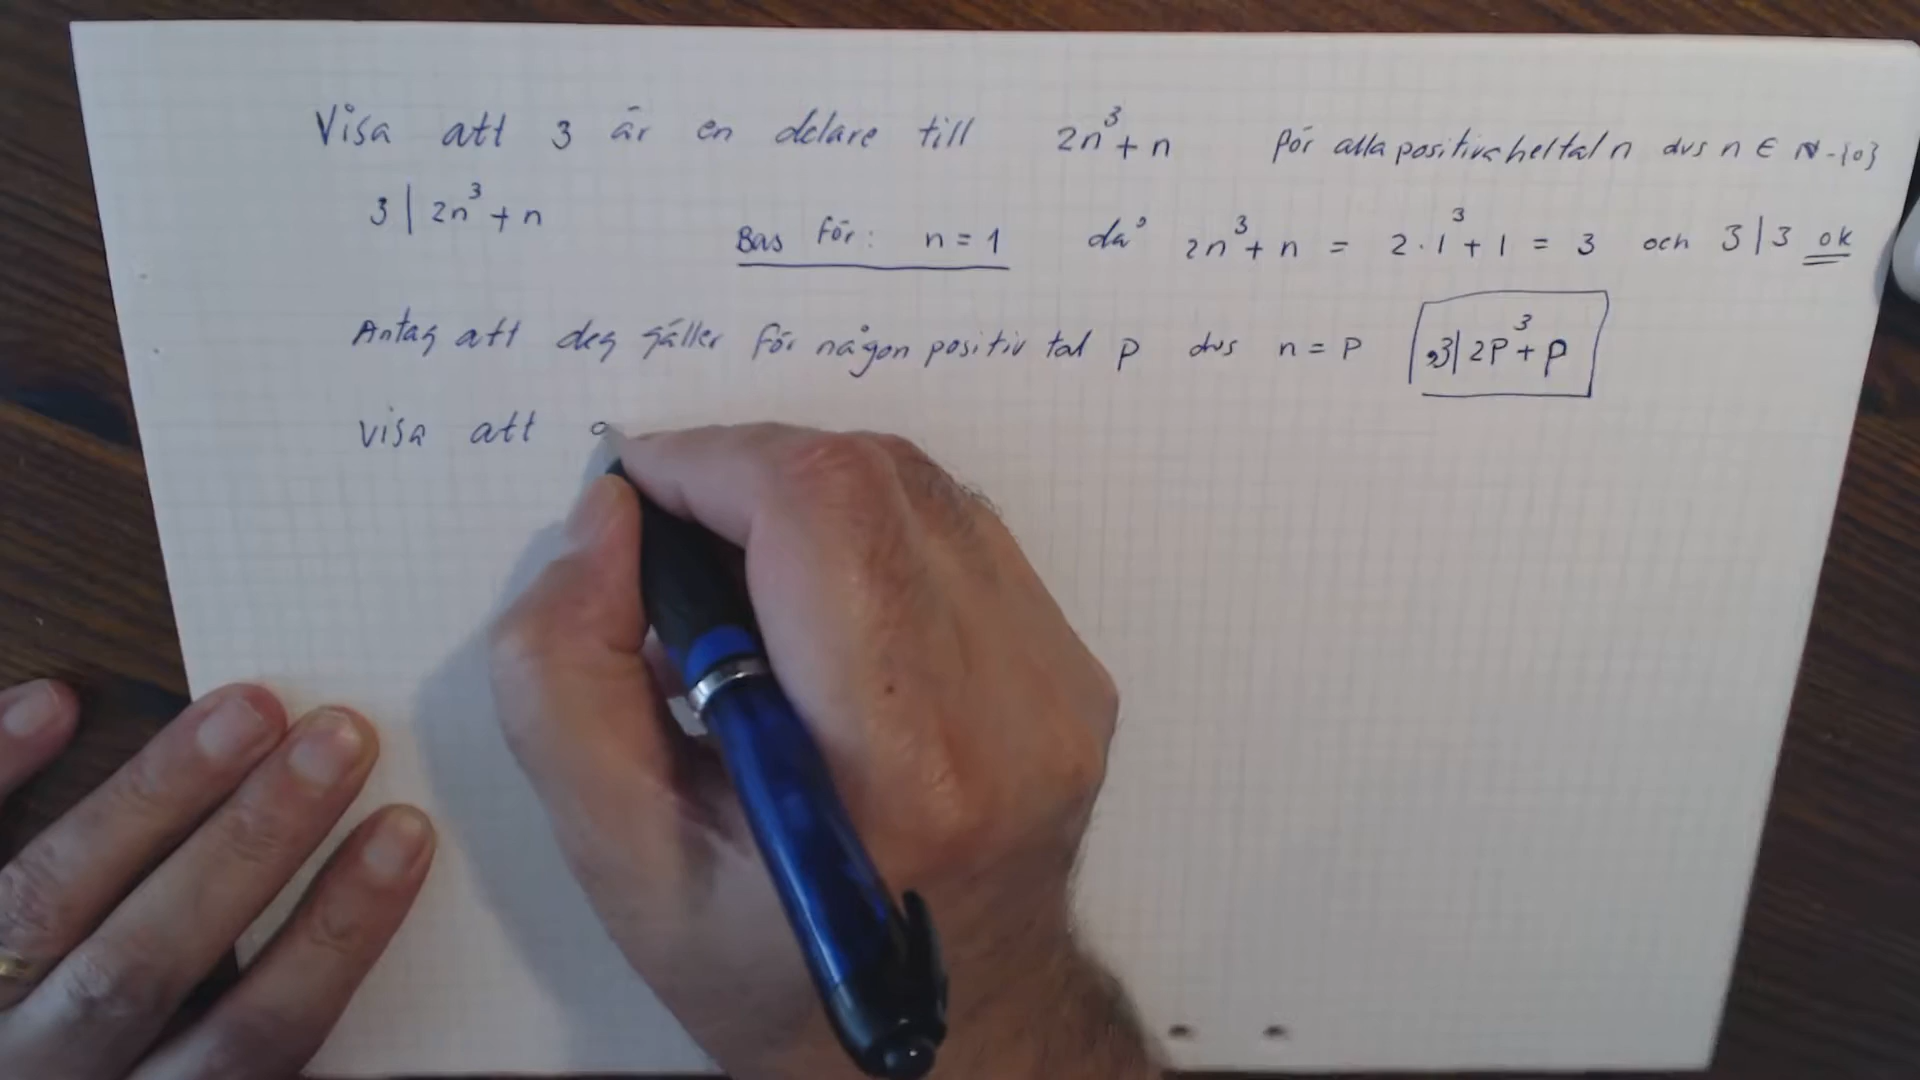 Visa att 3 är en delare till 2n³ + n för alla positiva heltal n dvs n ∈ N-{0}
3 | 2n³ + n
Bas för: n = 1 då 2n³ + n = 2·1³ + 1 = 3 och 3|3 ok
Antag att deg gäller för någon positiv tal p dvs n = p 3| 2p³ + p
visa att